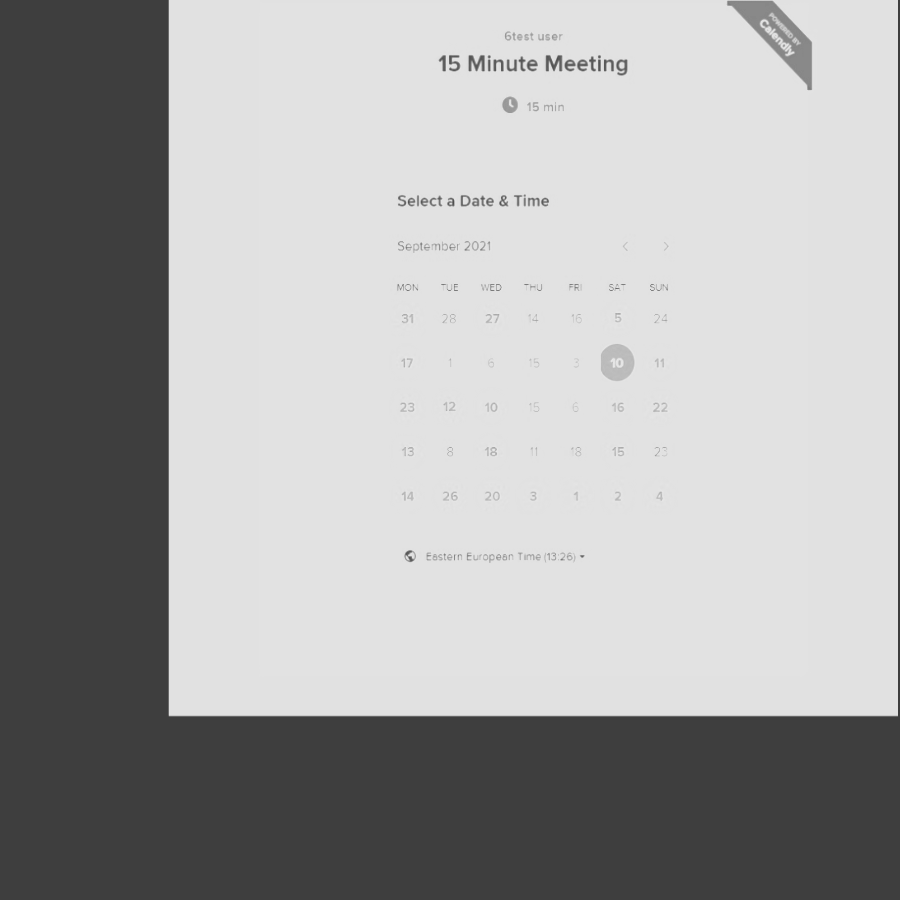 POWERED BY
Calendly
6test user
15 Minute Meeting
15 min
Select a Date & Time
September 2021
MON TUE WED THU FRI SAT SUN
31 28 27 14 16 5 24
17 1 6 15 3 10 11
23 12 10 15 6 16 22
13 8 18 11 18 15 23
14 26 20 3 1 2 4
Eastern European Time (13:26)